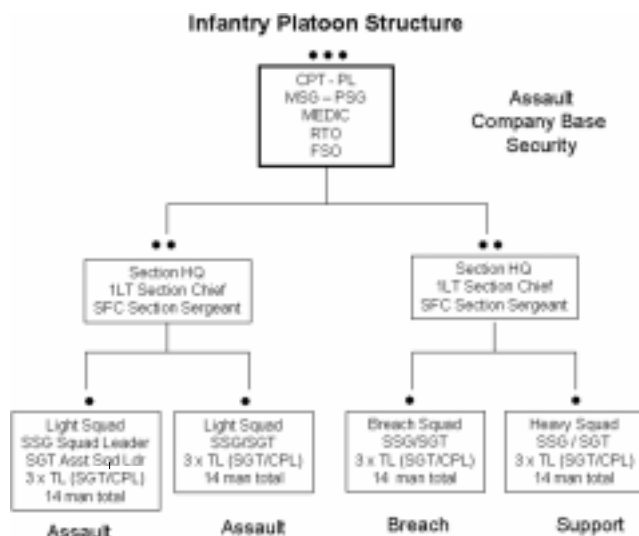 Infantry Platoon Structure
CPT - PL
MSG – PSG
MEDIC
RTO
FSO
Assault
Company Base
Security
Section HQ
1LT Section Chief
SFC Section Sergeant
Section HQ
1LT Section Chief
SFC Section Sergeant
Light Squad
SSG Squad Leader
SGT Asst Sqd Ldr
3 x TL (SGT/CPL)
14 man total
Assault
Light Squad
SSG/SGT
3 x TL (SGT/CPL)
14 man total
Assault
Breach Squad
SSG/SGT
3 x TL (SGT/CPL)
14 man total
Breach
Heavy Squad
SSG / SGT
3 x TL (SGT/CPL)
14 man total
Support